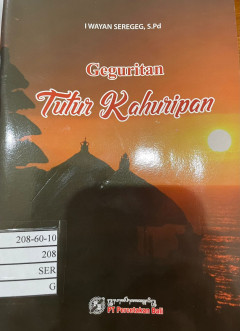 I WAYAN SEREGEG, S.Pd
Geguritan
Tutur Kahuripan
208-60-10
208
SER
G
PT Percetakan Bali